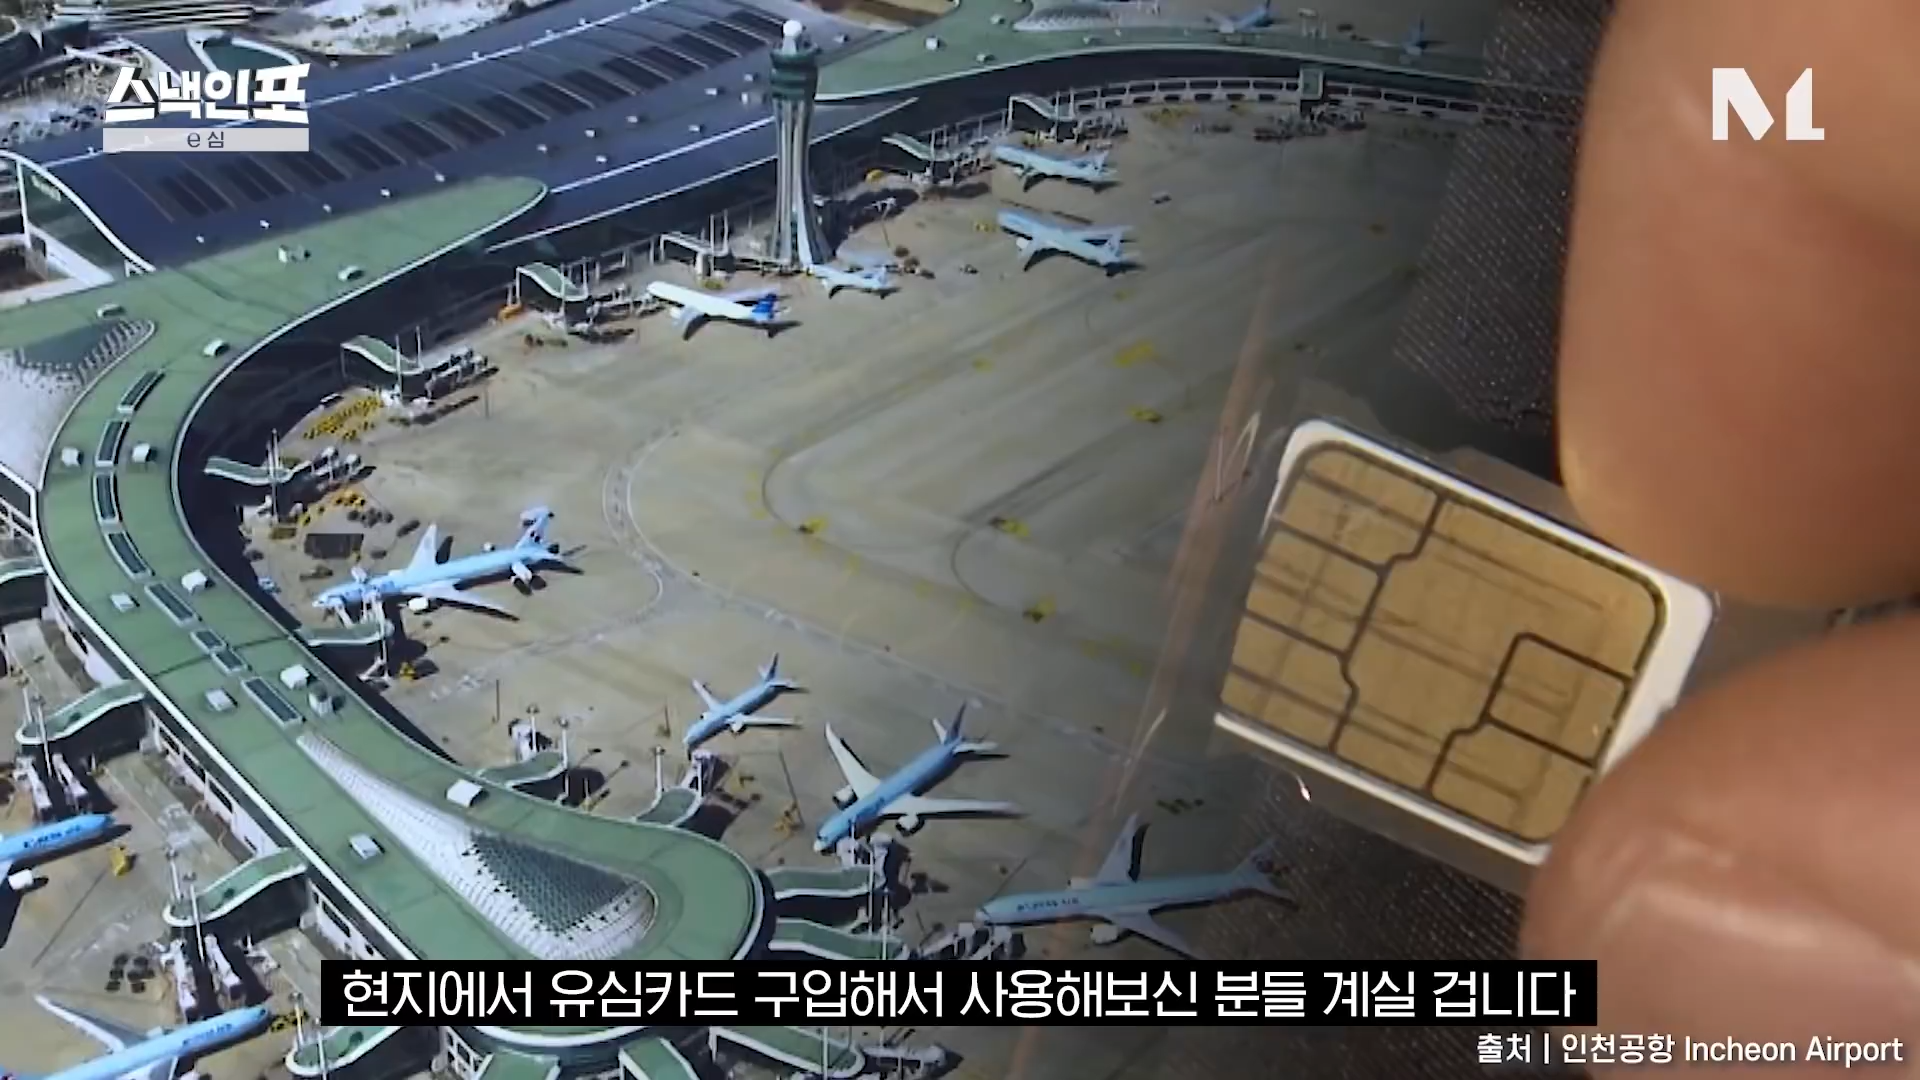 스낵인포
e심
M
현지에서 유심카드 구입해서 사용해보신 분들 계실 겁니다
출처 | 인천공항 Incheon Airport